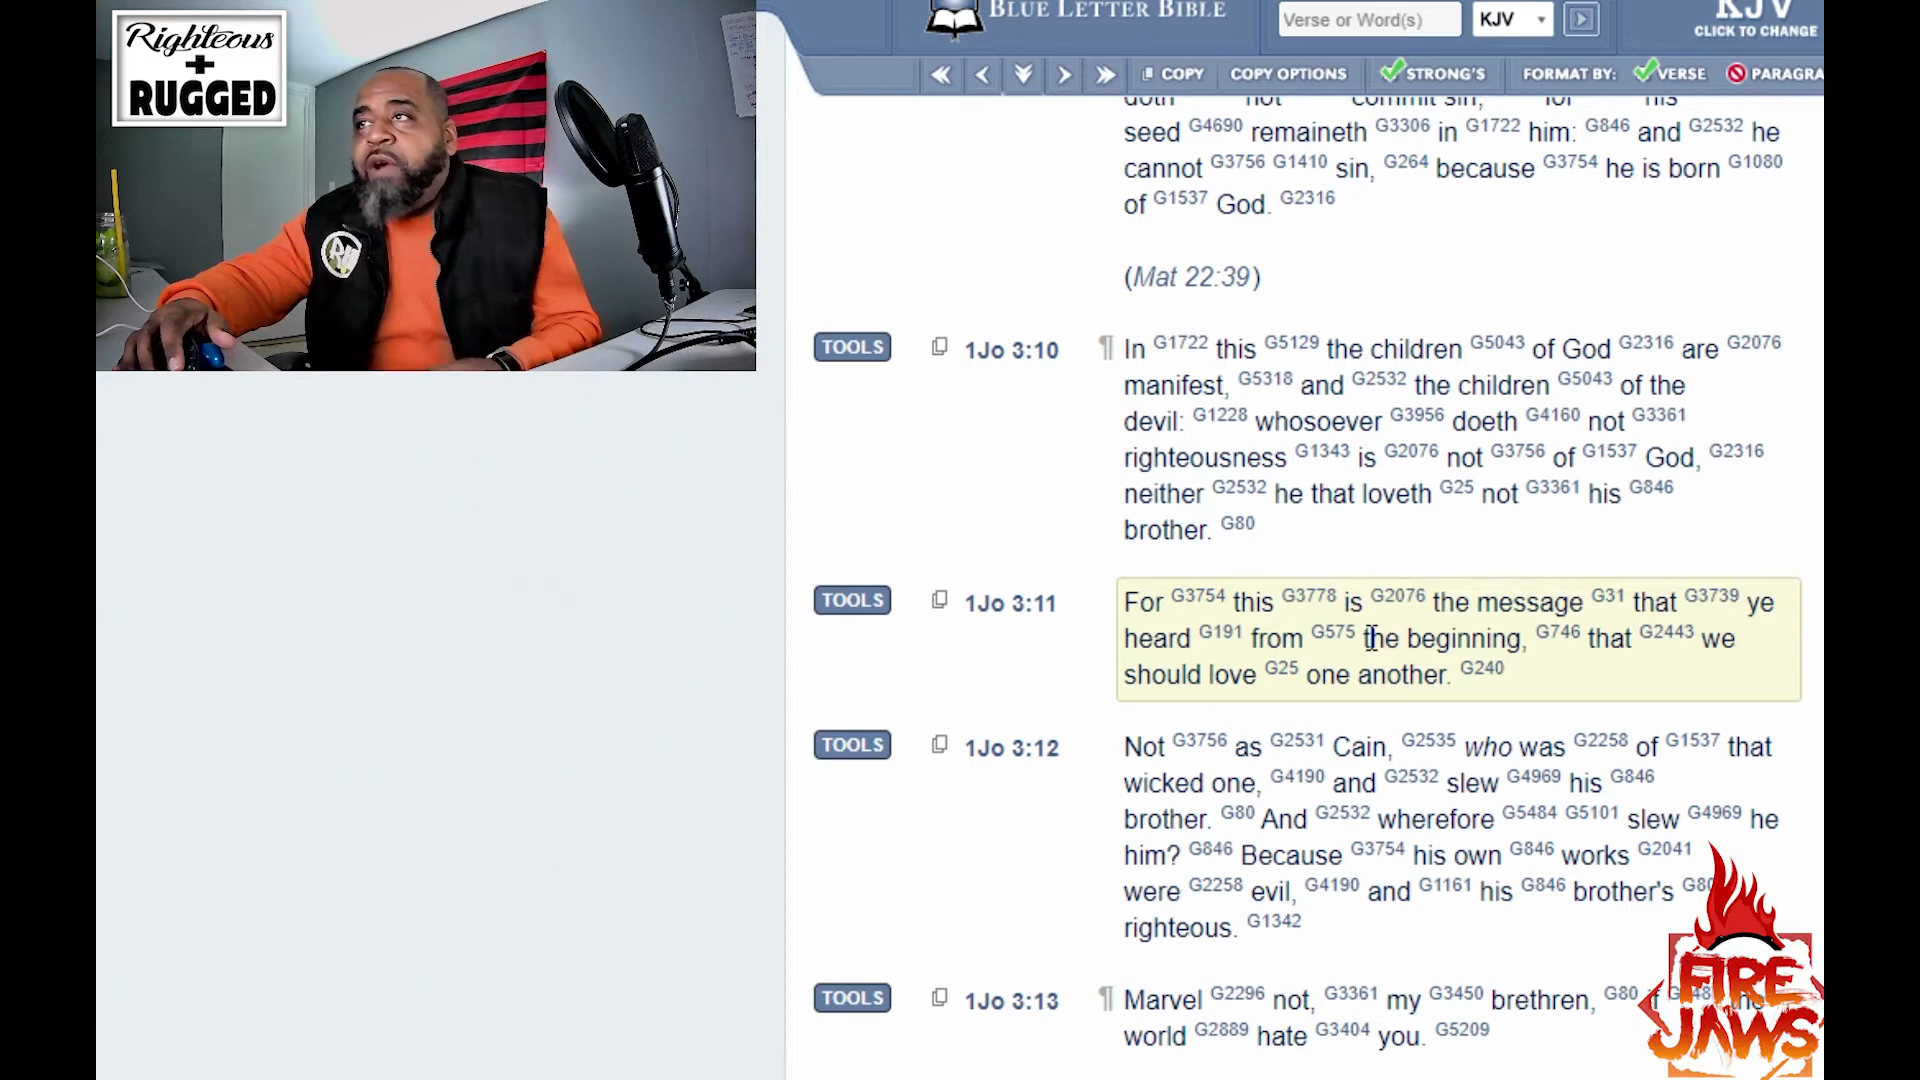 Righteous
+
RUGGED
RU
BLUE LETTER BIBLE
Verse or Word(s)
KJV
KJV
CLICK TO CHANGE
COPY
COPY OPTIONS
STRONG'S
FORMAT BY:
VERSE
PARAGRA
doth not commit sin, for his
seed G4690 remaineth G3306 in G1722 him: G846 and G2532 he
cannot G3756 G1410 sin, G264 because G3754 he is born G1080
of G1537 God. G2316
(Mat 22:39)
TOOLS 1Jo 3:10 ¶ In G1722 this G5129 the children G5043 of God G2316 are G2076
manifest, G5318 and G2532 the children G5043 of the
devil: G1228 whosoever G3956 doeth G4160 not G3361
righteousness G1343 is G2076 not G3756 of G1537 God, G2316
neither G2532 he that loveth G25 not G3361 his G846
brother. G80
TOOLS 1Jo 3:11 For G3754 this G3778 is G2076 the message G31 that G3739 ye
heard G191 from G575 the beginning, G746 that G2443 we
should love G25 one another. G240
TOOLS 1Jo 3:12 Not G3756 as G2531 Cain, G2535 who was G2258 of G1537 that
wicked one, G4190 and G2532 slew G4969 his G846
brother. G80 And G2532 wherefore G5484 G5101 slew G4969 he
him? G846 Because G3754 his own G846 works G2041
were G2258 evil, G4190 and G1161 his G846 brother's G80
righteous. G1342
TOOLS 1Jo 3:13 ¶ Marvel G2296 not, G3361 my G3450 brethren, G80 if
world G2889 hate G3404 you. G5209
FIRE
JAWS